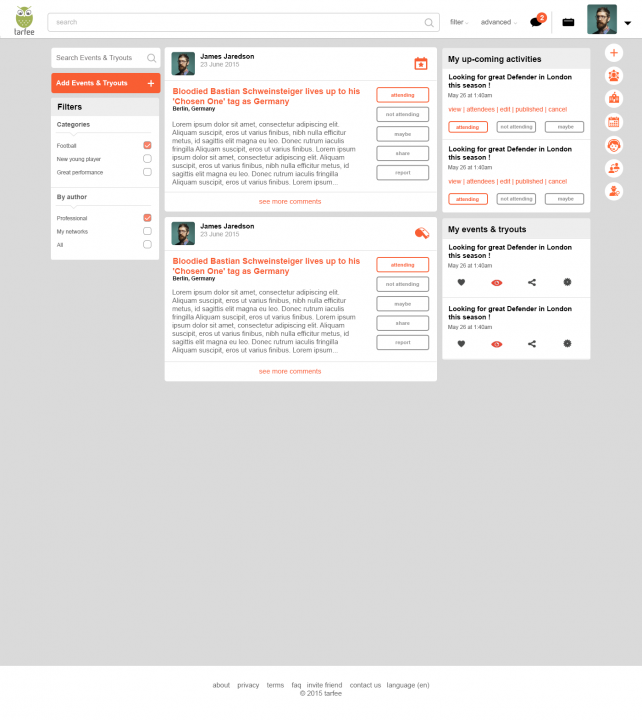 tarfee
search
filter
advanced
2
Search Events & Tryouts
Add Events & Tryouts
Filters
Categories
Football
New young player
Great performance
By author
Professional
My networks
All
James Jaredson
23 June 2015
Bloodied Bastian Schweinsteiger lives up to his
'Chosen One' tag as Germany
Berlin, Germany
Lorem ipsum dolor sit amet, consectetur adipiscing elit.
Aliquam suscipit, eros ut varius finibus, nibh nulla efficitur
metus, id sagittis elit magna eu leo. Donec rutrum iaculis
fringilla Aliquam suscipit, eros ut varius finibus. Lorem ipsum
ipsum dolor sit amet, consectetur adipiscing elit. Aliquam
suscipit, eros ut varius finibus, nibh nulla efficitur metus, id
sagittis elit magna eu leo. Donec rutrum iaculis fringilla
Aliquam suscipit, eros ut varius finibus. Lorem ipsum...
attending
not attending
maybe
share
report
see more comments
James Jaredson
23 June 2015
Bloodied Bastian Schweinsteiger lives up to his
'Chosen One' tag as Germany
Berlin, Germany
Lorem ipsum dolor sit amet, consectetur adipiscing elit.
Aliquam suscipit, eros ut varius finibus, nibh nulla efficitur
metus, id sagittis elit magna eu leo. Donec rutrum iaculis
fringilla Aliquam suscipit, eros ut varius finibus. Lorem ipsum
ipsum dolor sit amet, consectetur adipiscing elit. Aliquam
suscipit, eros ut varius finibus, nibh nulla efficitur metus, id
sagittis elit magna eu leo. Donec rutrum iaculis fringilla
Aliquam suscipit, eros ut varius finibus. Lorem ipsum...
attending
not attending
maybe
share
report
see more comments
My up-coming activities
Looking for great Defender in London
this season !
May 26 at 1:40am
view | attendees | edit | published | cancel
attending
not attending
maybe
Looking for great Defender in London
this season !
May 26 at 1:40am
view | attendees | edit | published | cancel
attending
not attending
maybe
My events & tryouts
Looking for great Defender in London
this season !
May 26 at 1:40am
Looking for great Defender in London
this season !
May 26 at 1:40am
about privacy terms faq invite friend contact us language (en)
© 2015 tarfee